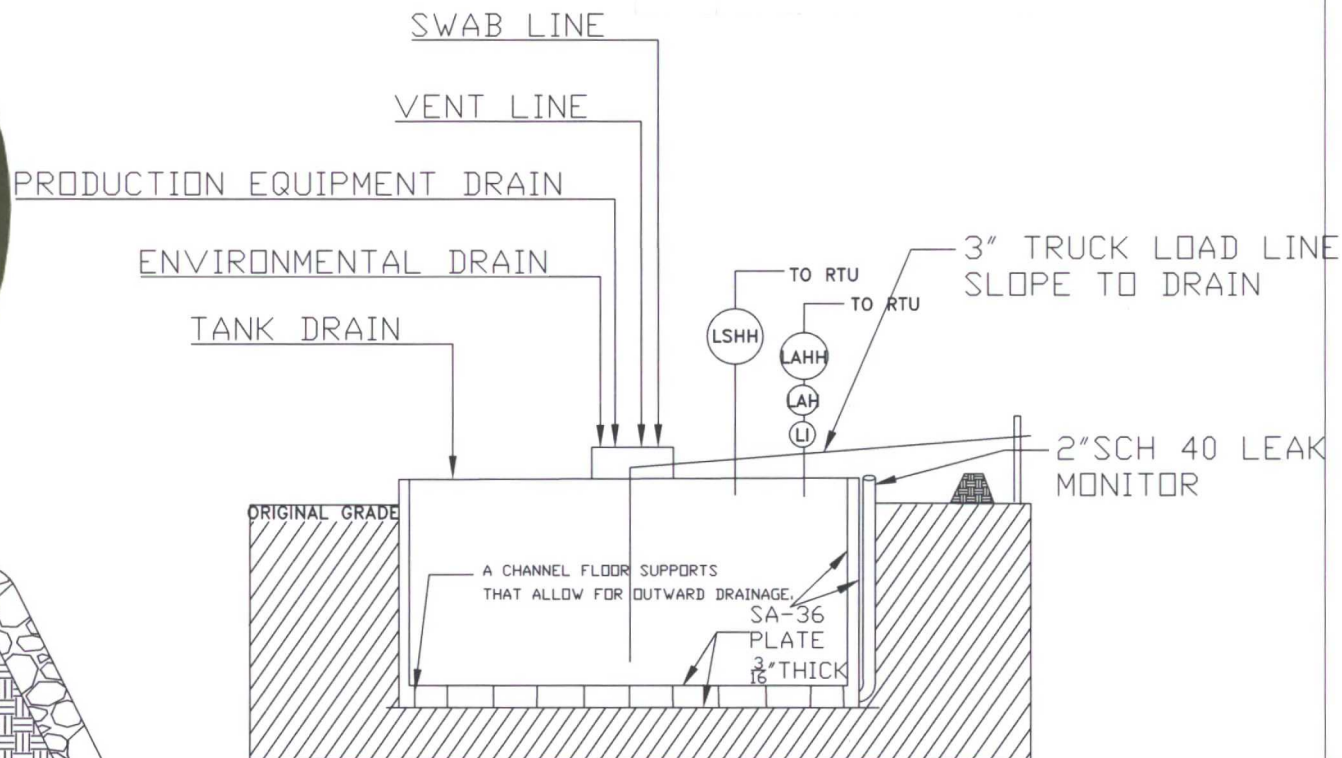 SWAB LINE
VENT LINE
PRODUCTION EQUIPMENT DRAIN
ENVIRONMENTAL DRAIN
TANK DRAIN
TO RTU
TO RTU
LSHH
LAHH
LAH
LI
3" TRUCK LOAD LINE
SLOPE TO DRAIN
2"SCH 40 LEAK
MONITOR
ORIGINAL GRADE
A CHANNEL FLOOR SUPPORTS
THAT ALLOW FOR OUTWARD DRAINAGE.
SA-36
PLATE
3/16"THICK